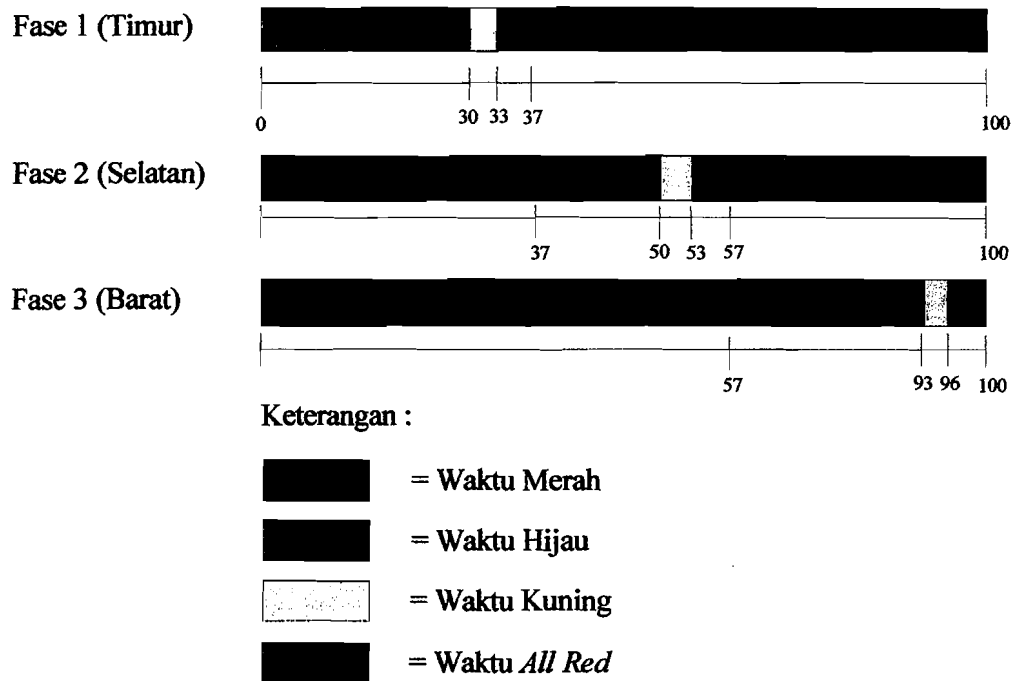 Fase 1 (Timur)
0 30 33 37 100
Fase 2 (Selatan)
37 50 53 57 100
Fase 3 (Barat)
57 93 96 100
Keterangan :
= Waktu Merah
= Waktu Hijau
= Waktu Kuning
= Waktu All Red